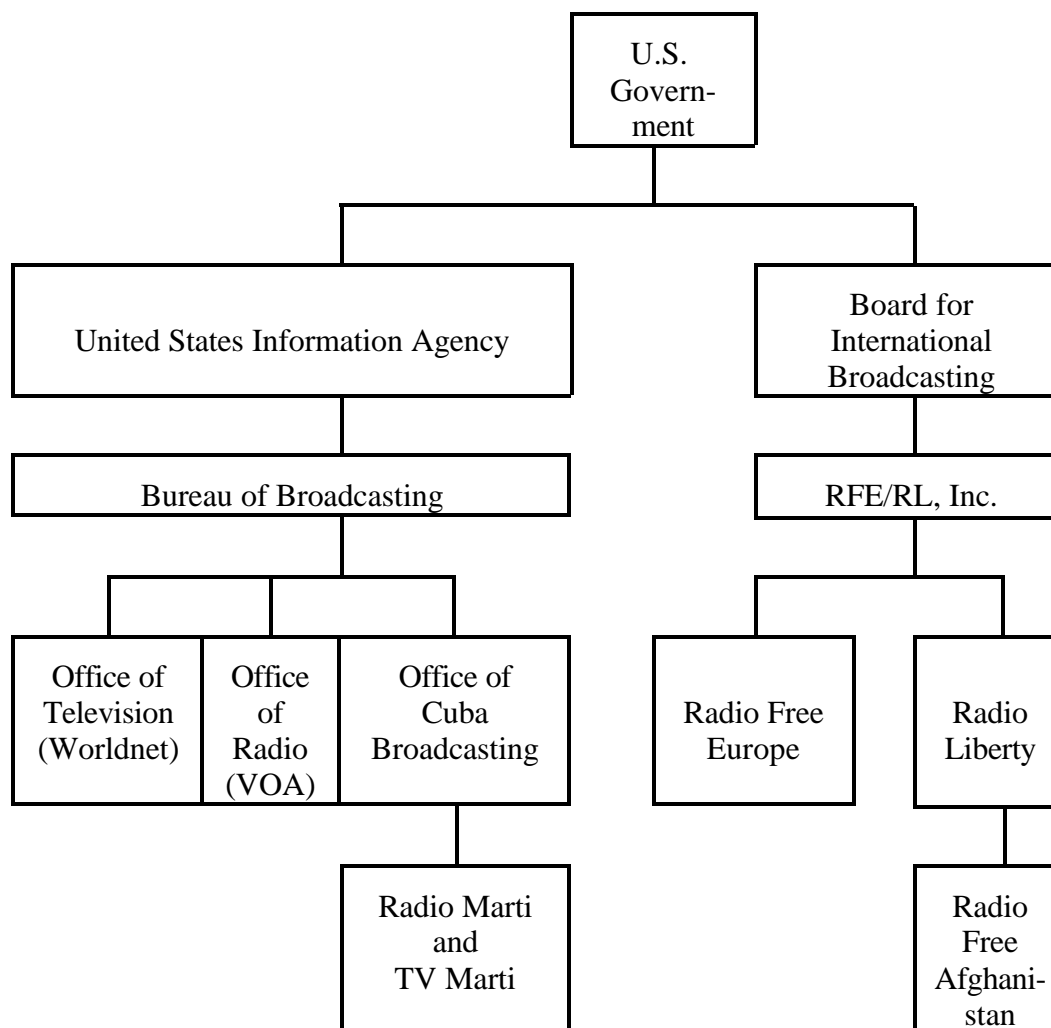 U.S.
Govern-
ment
United States Information Agency
Board for
International
Broadcasting
Bureau of Broadcasting
RFE/RL, Inc.
Office of
Television
(Worldnet)
Office
of
Radio
(VOA)
Office of
Cuba
Broadcasting
Radio Free
Europe
Radio
Liberty
Radio Marti
and
TV Marti
Radio
Free
Afghani-
stan